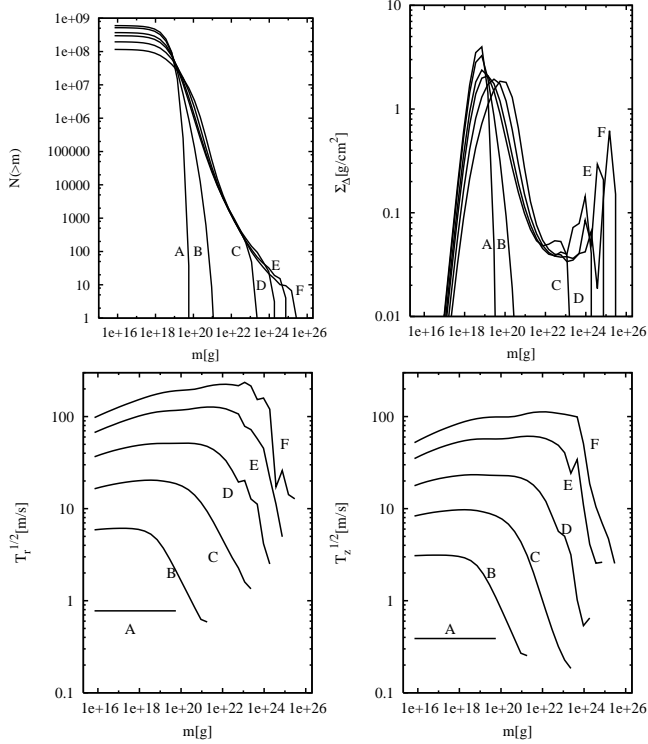 1e+09
1e+08
1e+07
1e+06
100000
10000
1000
100
10
1
N(>m)
A
B
C
D
E
F
1e+16 1e+18 1e+20 1e+22 1e+24 1e+26
m[g]
10
1
0.1
0.01
Σ_Δ[g/cm²]
A
B
C
D
E
F
1e+16 1e+18 1e+20 1e+22 1e+24 1e+26
m[g]
100
10
1
0.1
T_r^{1/2}[m/s]
A
B
C
D
E
F
1e+16 1e+18 1e+20 1e+22 1e+24 1e+26
m[g]
100
10
1
0.1
T_z^{1/2}[m/s]
A
B
C
D
E
F
1e+16 1e+18 1e+20 1e+22 1e+24 1e+26
m[g]